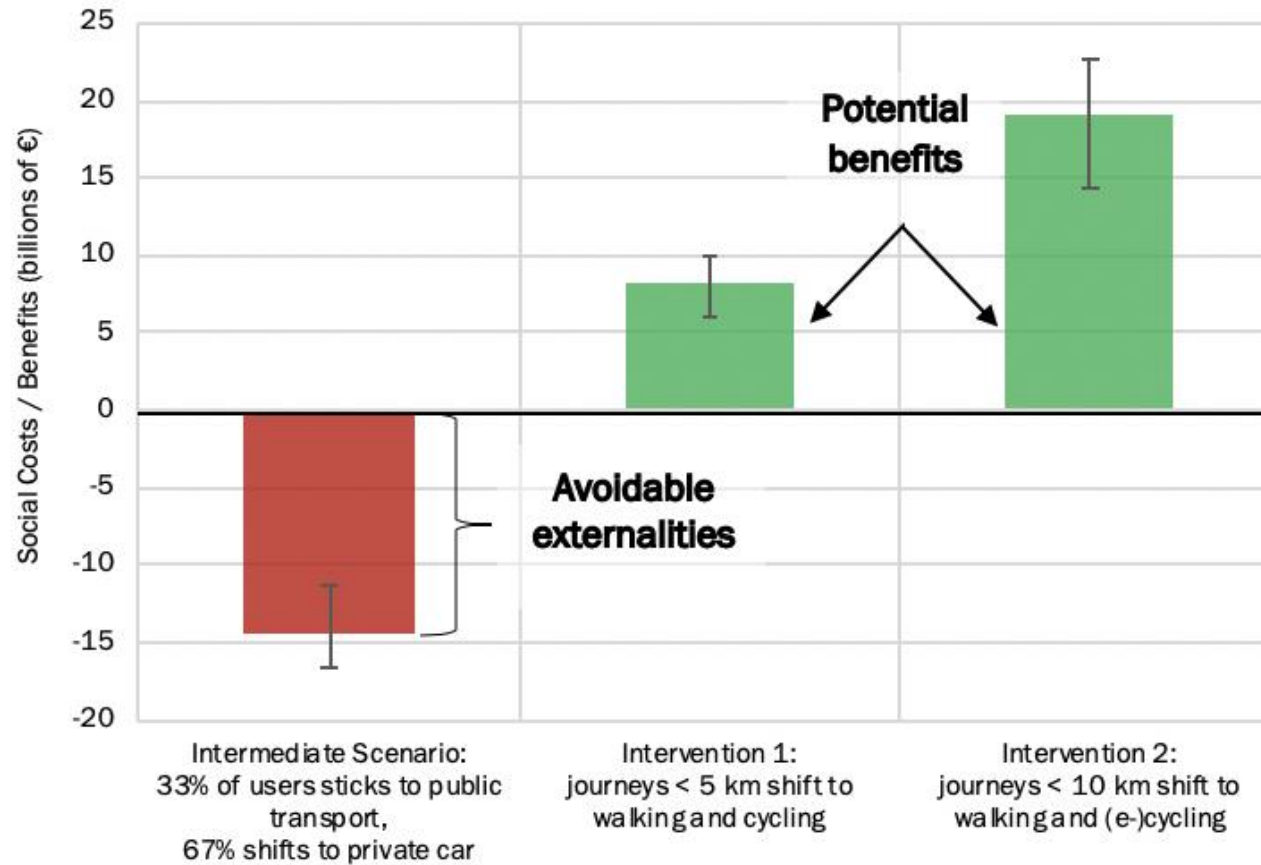 25
20
15
10
5
0
-5
-10
-15
-20
Social Costs / Benefits (billions of €)
Potential
benefits
Avoidable
externalities
Intermediate Scenario:
33% of users sticks to public
transport,
67% shifts to private car
Intervention 1:
journeys < 5 km shift to
walking and cycling
Intervention 2:
journeys < 10 km shift to
walking and (e-)cycling